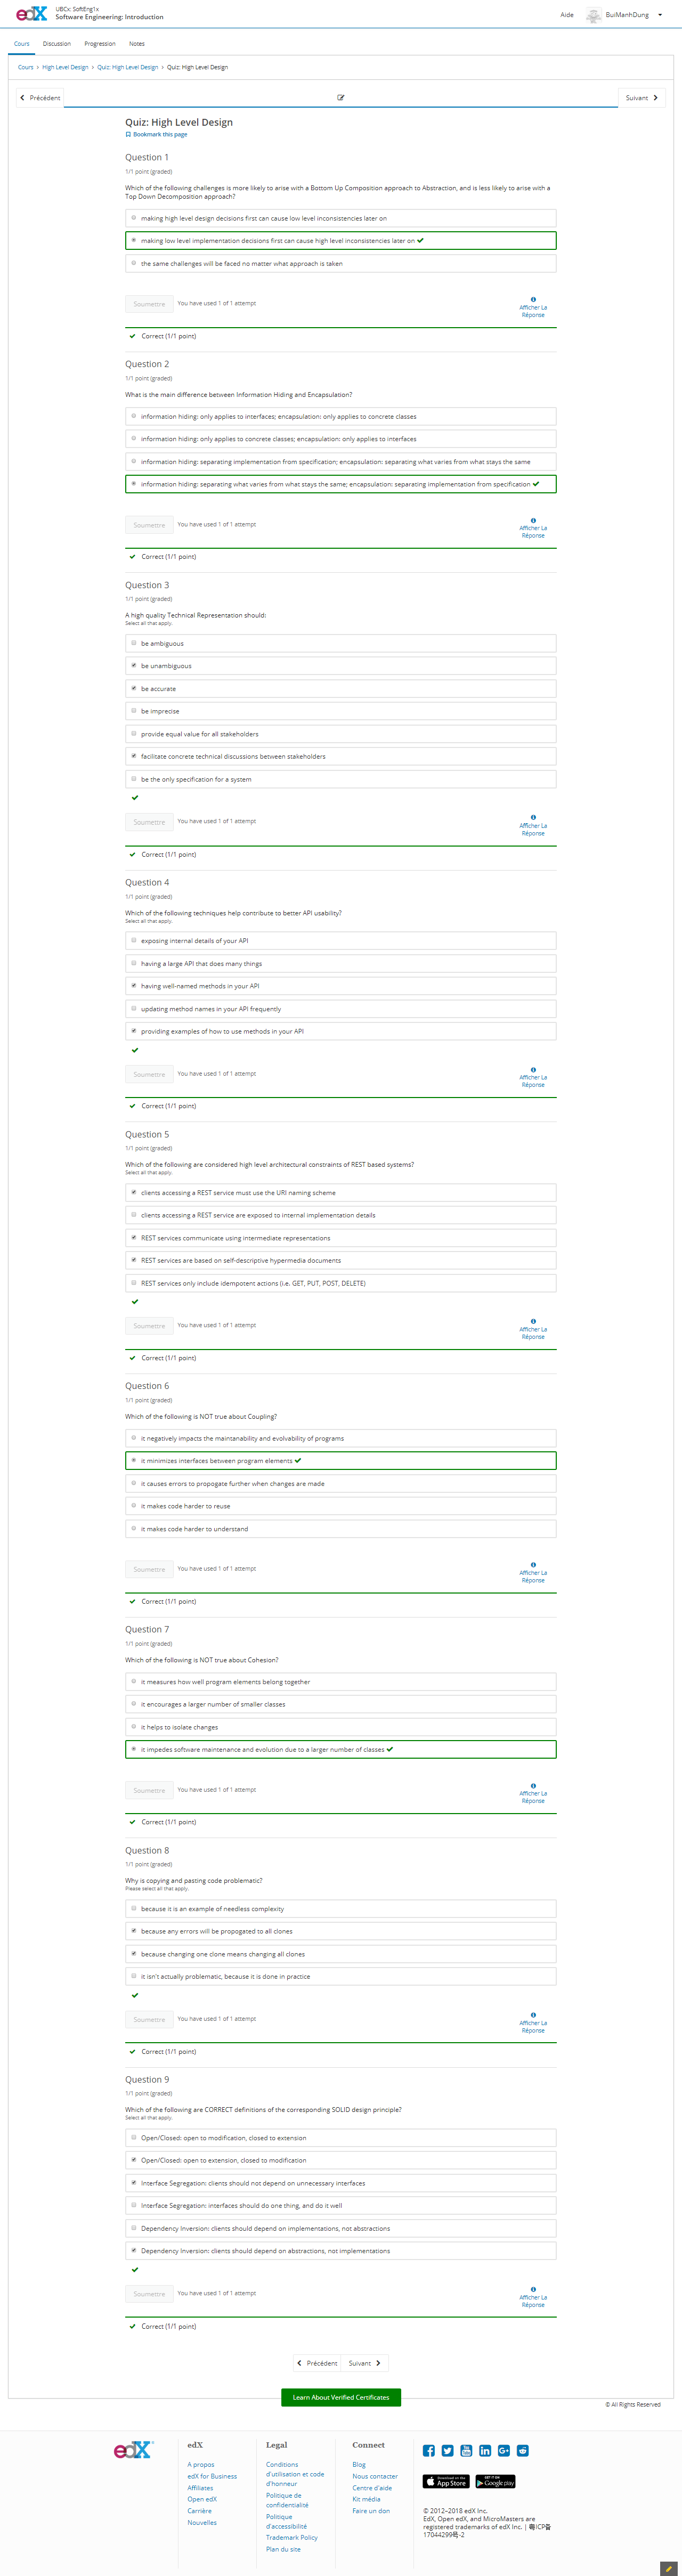 edX
UBCx: SoftEng1x
Software Engineering: Introduction
Aide
BuiManhDung
Cours
Discussion
Progression
Notes
Cours > High Level Design > Quiz: High Level Design > Quiz: High Level Design
Précédent
Suivant
Quiz: High Level Design
Bookmark this page
Question 1
1/1 point (graded)
Which of the following challenges is more likely to arise with a Bottom Up Composition approach to Abstraction, and is less likely to arise with a
Top Down Decomposition approach?
making high level design decisions first can cause low level inconsistencies later on
making low level implementation decisions first can cause high level inconsistencies later on
the same challenges will be faced no matter what approach is taken
Soumettre
You have used 1 of 1 attempt
Afficher La
Réponse
Correct (1/1 point)
Question 2
1/1 point (graded)
What is the main difference between Information Hiding and Encapsulation?
information hiding: only applies to interfaces; encapsulation: only applies to concrete classes
information hiding: only applies to concrete classes; encapsulation: only applies to interfaces
information hiding: separating implementation from specification; encapsulation: separating what varies from what stays the same
information hiding: separating what varies from what stays the same; encapsulation: separating implementation from specification
Soumettre
You have used 1 of 1 attempt
Afficher La
Réponse
Correct (1/1 point)
Question 3
1/1 point (graded)
A high quality Technical Representation should:
Select all that apply.
be ambiguous
be unambiguous
be accurate
be imprecise
provide equal value for all stakeholders
facilitate concrete technical discussions between stakeholders
be the only specification for a system
Soumettre
You have used 1 of 1 attempt
Afficher La
Réponse
Correct (1/1 point)
Question 4
1/1 point (graded)
Which of the following techniques help contribute to better API usability?
Select all that apply.
exposing internal details of your API
having a large API that does many things
having well-named methods in your API
updating method names in your API frequently
providing examples of how to use methods in your API
Soumettre
You have used 1 of 1 attempt
Afficher La
Réponse
Correct (1/1 point)
Question 5
1/1 point (graded)
Which of the following are considered high level architectural constraints of REST based systems?
Select all that apply.
clients accessing a REST service must use the URI naming scheme
clients accessing a REST service are exposed to internal implementation details
REST services communicate using intermediate representations
REST services are based on self-descriptive hypermedia documents
REST services only include idempotent actions (i.e. GET, PUT, POST, DELETE)
Soumettre
You have used 1 of 1 attempt
Afficher La
Réponse
Correct (1/1 point)
Question 6
1/1 point (graded)
Which of the following is NOT true about Coupling?
it negatively impacts the maintanability and evolvability of programs
it minimizes interfaces between program elements
it causes errors to propogate further when changes are made
it makes code harder to reuse
it makes code harder to understand
Soumettre
You have used 1 of 1 attempt
Afficher La
Réponse
Correct (1/1 point)
Question 7
1/1 point (graded)
Which of the following is NOT true about Cohesion?
it measures how well program elements belong together
it encourages a larger number of smaller classes
it helps to isolate changes
it impedes software maintenance and evolution due to a larger number of classes
Soumettre
You have used 1 of 1 attempt
Afficher La
Réponse
Correct (1/1 point)
Question 8
1/1 point (graded)
Why is copying and pasting code problematic?
Please select all that apply.
because it is an example of needless complexity
because any errors will be propogated to all clones
because changing one clone means changing all clones
it isn't actually problematic, because it is done in practice
Soumettre
You have used 1 of 1 attempt
Afficher La
Réponse
Correct (1/1 point)
Question 9
1/1 point (graded)
Which of the following are CORRECT definitions of the corresponding SOLID design principle?
Select all that apply.
Open/Closed: open to modification, closed to extension
Open/Closed: open to extension, closed to modification
Interface Segregation: clients should not depend on unnecessary interfaces
Interface Segregation: interfaces should do one thing, and do it well
Dependency Inversion: clients should depend on implementations, not abstractions
Dependency Inversion: clients should depend on abstractions, not implementations
Soumettre
You have used 1 of 1 attempt
Afficher La
Réponse
Correct (1/1 point)
Précédent
Suivant
Learn About Verified Certificates
© All Rights Reserved
edX
edX
A propos
edX for Business
Affiliates
Open edX
Carrière
Nouvelles
Legal
Conditions
d'utilisation et code
d'honneur
Politique de
confidentialité
Politique
d'accessibilité
Trademark Policy
Plan du site
Connect
Blog
Nous contacter
Centre d'aide
Kit média
Faire un don
Download on the
App Store
GET IT ON
Google play
© 2012–2018 edX Inc.
EdX, Open edX, and MicroMasters are
registered trademarks of edX Inc. | 粤ICP备
17044299号-2